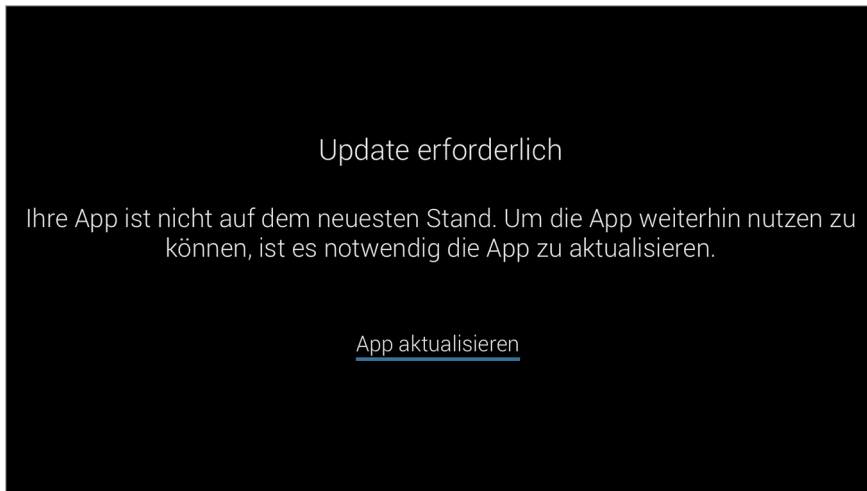 Update erforderlich
Ihre App ist nicht auf dem neuesten Stand. Um die App weiterhin nutzen zu
können, ist es notwendig die App zu aktualisieren.
App aktualisieren